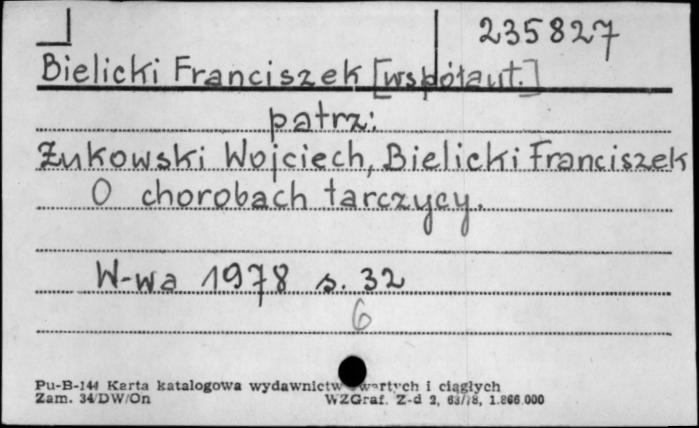 235827
Bielicki Franciszek [współaut.]
patrz:
Żukowski Wojciech, Bielicki Franciszek
O chorobach tarczycy.
W-wa 1978 s. 32
6
Pu-B-144 Karta katalogowa wydawnictw zwartych i ciągłych
Zam. 34/DW/On WZGraf. Z-d 2, 63/78, 1.866.000